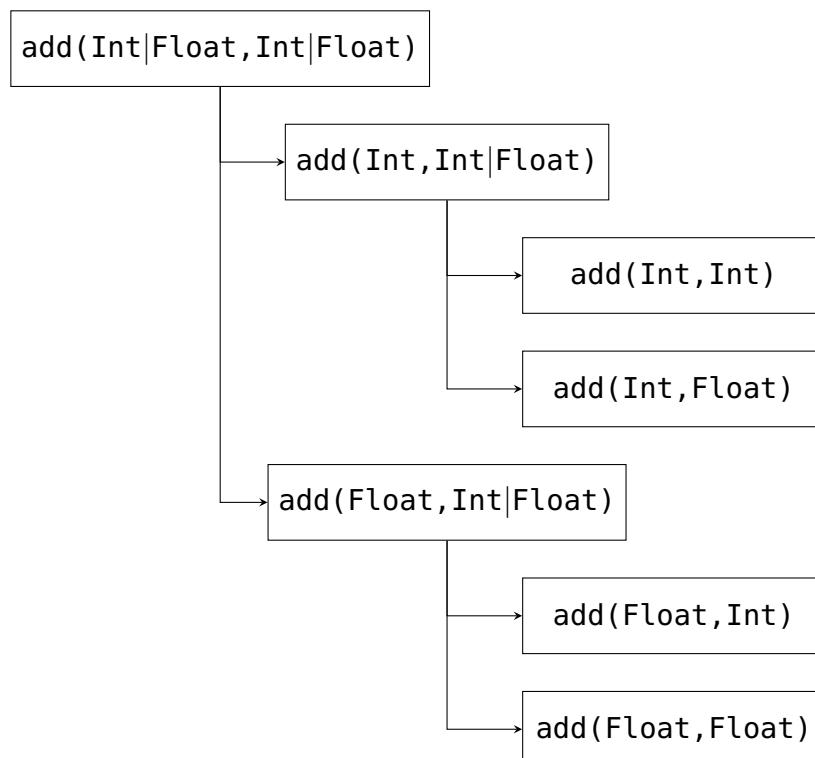 add(Int|Float,Int|Float)
add(Int,Int|Float)
add(Int,Int)
add(Int,Float)
add(Float,Int|Float)
add(Float,Int)
add(Float,Float)